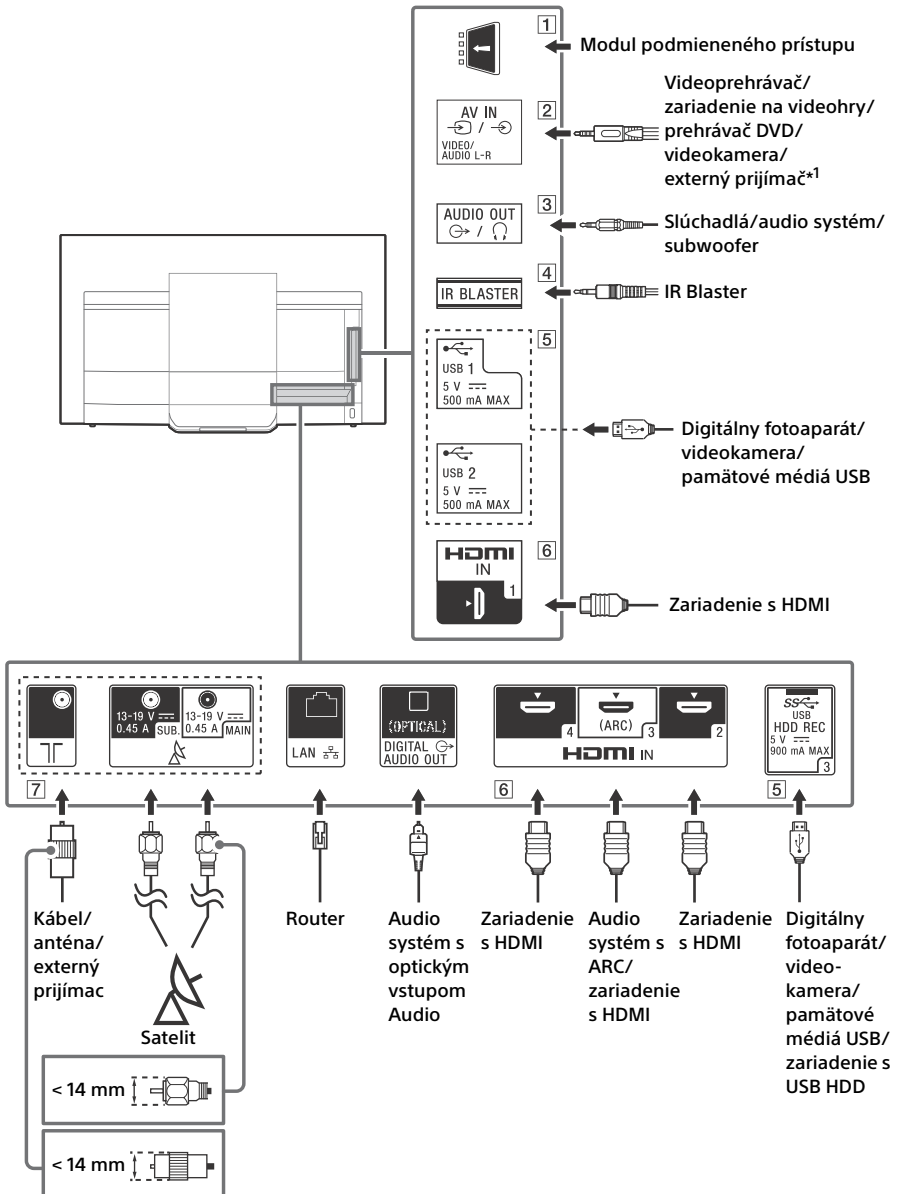 1
Modul podmieneného prístupu
AV IN
/
VIDEO/
AUDIO L-R
2
Videoprehrávač/
zariadenie na videohry/
prehrávač DVD/
videokamera/
externý prijímač*1
AUDIO OUT
/
3
Slúchadlá/audio systém/
subwoofer
IR BLASTER
4
IR Blaster
5
USB 1
5 V
500 mA MAX
USB 2
5 V
500 mA MAX
Digitálny fotoaparát/
videokamera/
pamäťové médiá USB
HDMI
IN
1
6
Zariadenie s HDMI
13-19 V
0.45 A
SUB.
13-19 V
0.45 A
MAIN
LAN
(OPTICAL)
DIGITAL
AUDIO OUT
4
(ARC)
3
2
HDMI IN
SS
USB
HDD REC
5 V
900 mA MAX
3
7
6
5
Kábel/
anténa/
externý
prijímac
Satelit
Router
Audio
systém s
optickým
vstupom
Audio
Zariadenie
s HDMI
Audio
systém s
ARC/
zariadenie
s HDMI
Zariadenie
s HDMI
Digitálny
fotoaparát/
video-
kamera/
pamäťové
médiá USB/
zariadenie s
USB HDD
< 14 mm
< 14 mm